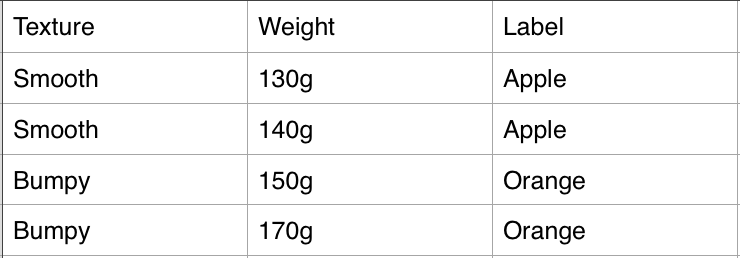 Texture Weight Label
Smooth 130g Apple
Smooth 140g Apple
Bumpy 150g Orange
Bumpy 170g Orange